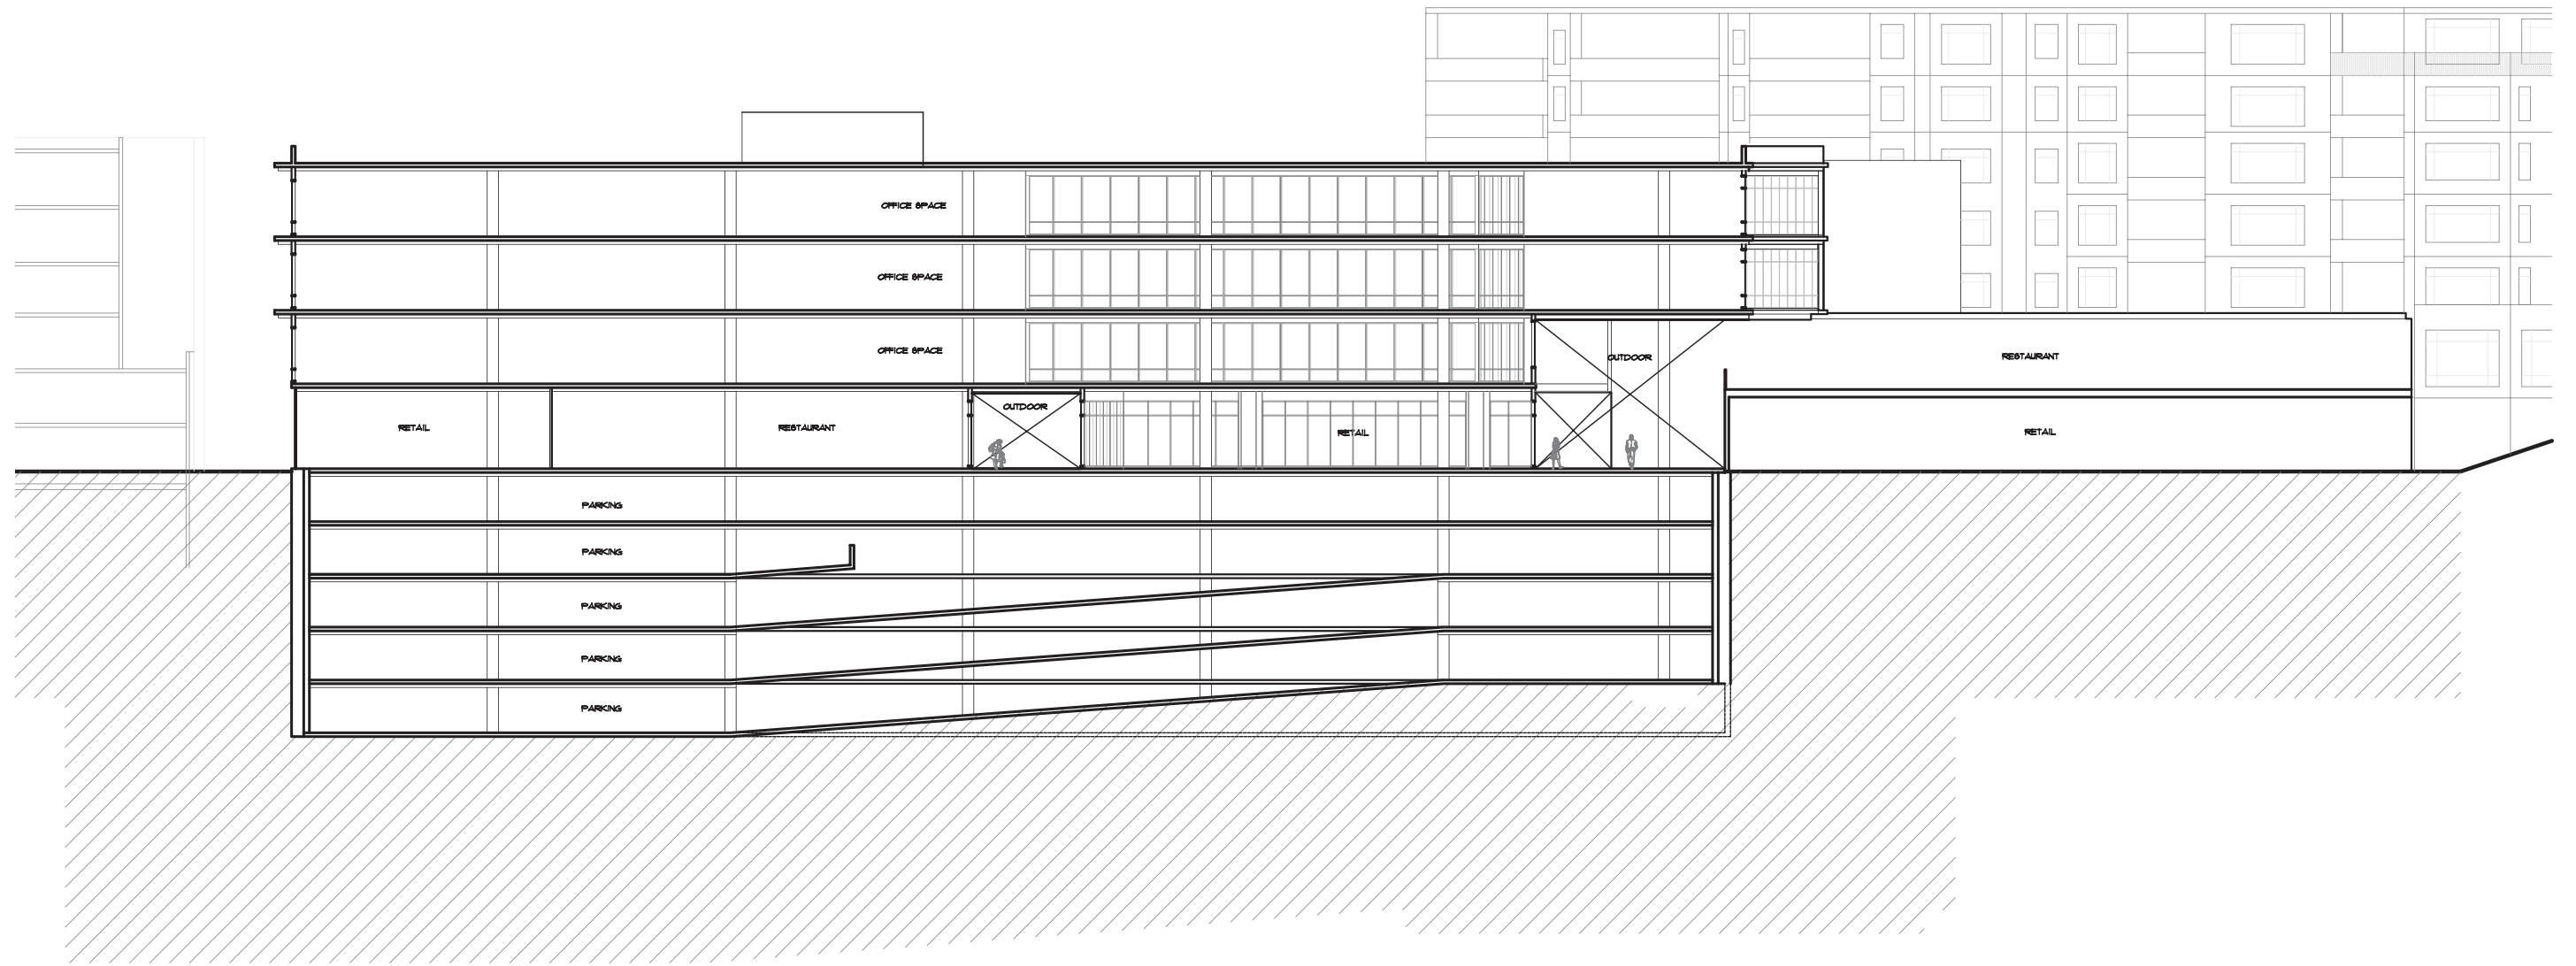 OFFICE SPACE
OFFICE SPACE
OFFICE SPACE
OUTDOOR
RESTAURANT
OUTDOOR
RETAIL
RESTAURANT
RETAIL
RETAIL
PARKING
PARKING
PARKING
PARKING
PARKING